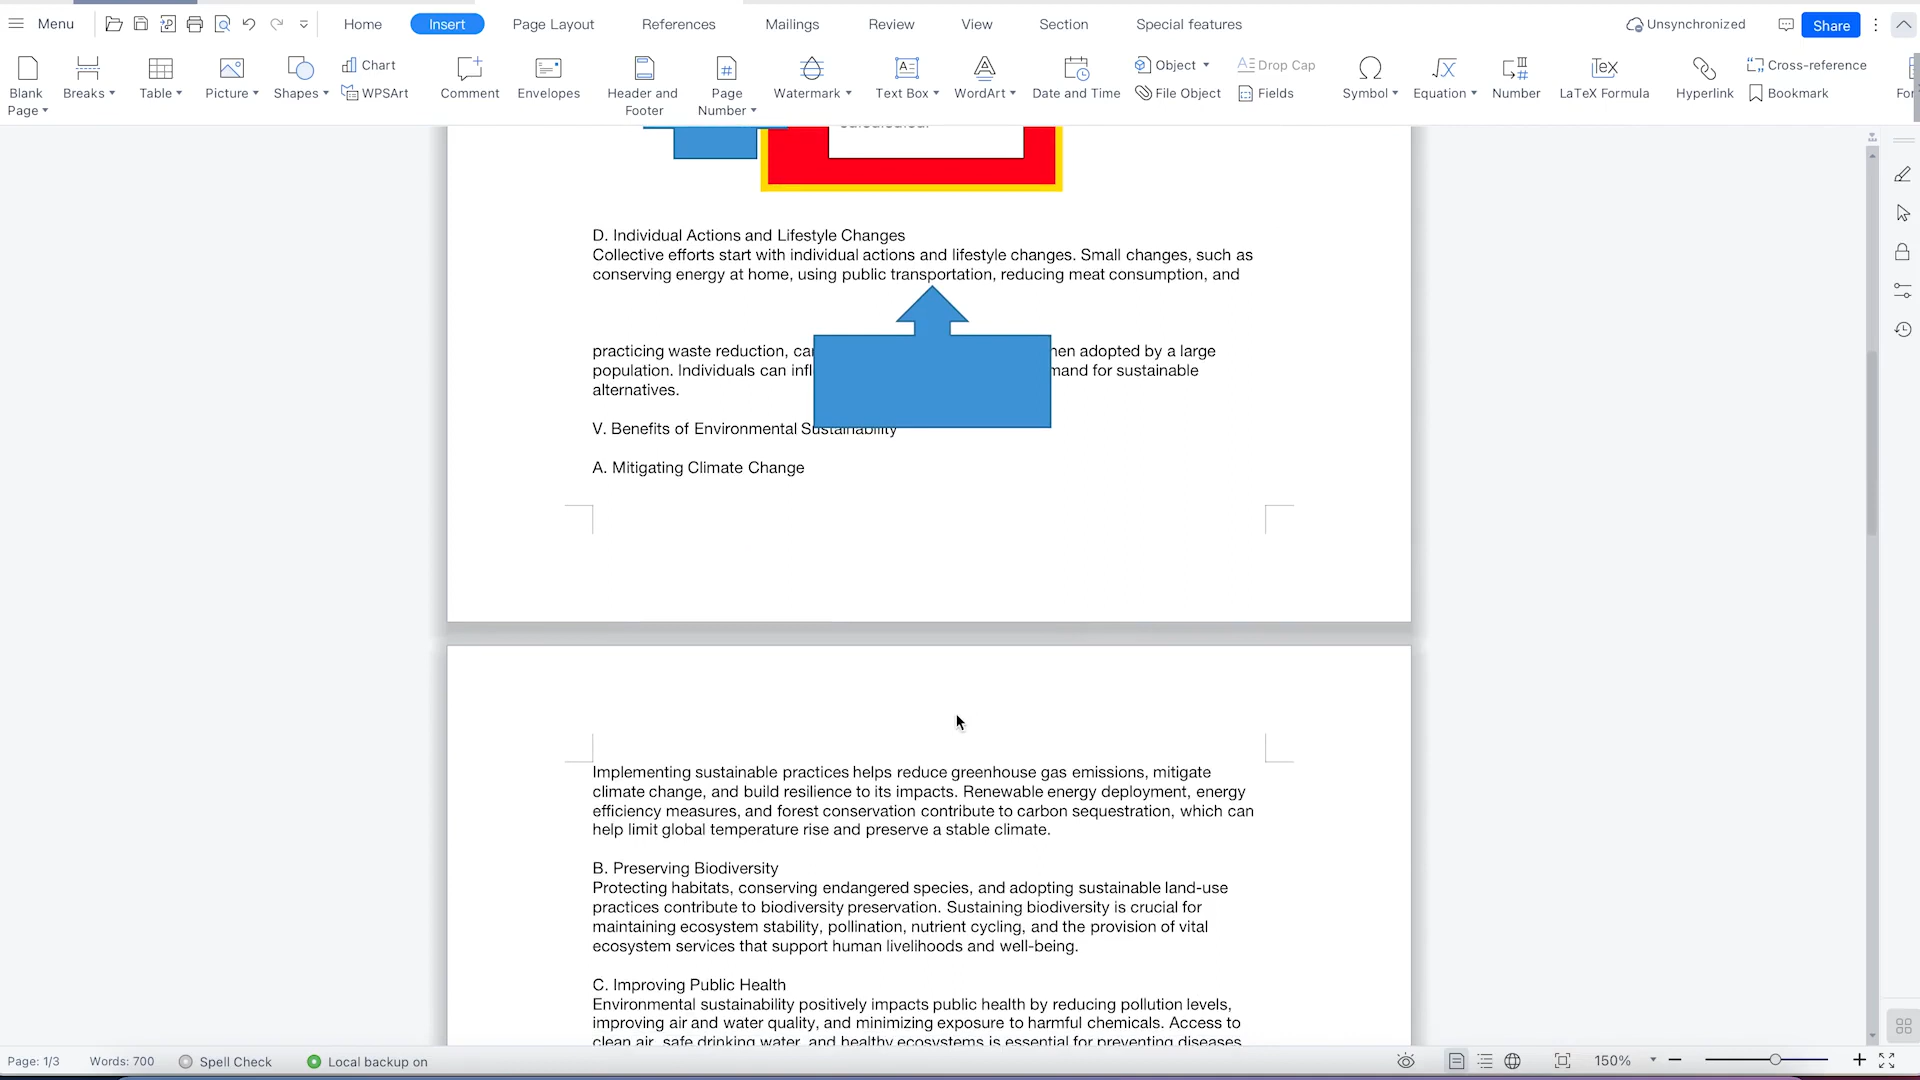 Menu
Home
Insert
Page Layout
References
Mailings
Review
View
Section
Special features
Unsynchronized
Share
Blank Page
Breaks
Table
Picture
Shapes
Chart
WPSArt
Comment
Envelopes
Header and Footer
Page Number
Watermark
Text Box
WordArt
Date and Time
Object
File Object
Drop Cap
Fields
Symbol
Equation
Number
LaTeX Formula
Hyperlink
Cross-reference
Bookmark
D. Individual Actions and Lifestyle Changes
Collective efforts start with individual actions and lifestyle changes. Small changes, such as
conserving energy at home, using public transportation, reducing meat consumption, and
practicing waste reduction, adopted by a large
population. Individuals can for sustainable
alternatives.
V. Benefits of Environmental Sustainability
A. Mitigating Climate Change
Implementing sustainable practices helps reduce greenhouse gas emissions, mitigate
climate change, and build resilience to its impacts. Renewable energy deployment, energy
efficiency measures, and forest conservation contribute to carbon sequestration, which can
help limit global temperature rise and preserve a stable climate.
B. Preserving Biodiversity
Protecting habitats, conserving endangered species, and adopting sustainable land-use
practices contribute to biodiversity preservation. Sustaining biodiversity is crucial for
maintaining ecosystem stability, pollination, nutrient cycling, and the provision of vital
ecosystem services that support human livelihoods and well-being.
C. Improving Public Health
Environmental sustainability positively impacts public health by reducing pollution levels,
improving air and water quality, and minimizing exposure to harmful chemicals. Access to
clean air, safe drinking water, and healthy ecosystems is essential for preventing diseases
Page: 1/3
Words: 700
Spell Check
Local backup on
150%